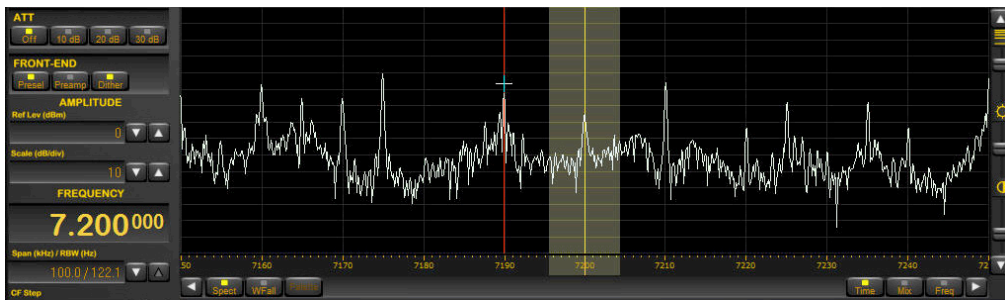 ATT
Off 10 dB 20 dB 30 dB
FRONT-END
Presel Preamp Dither
AMPLITUDE
Ref Lev (dBm)
0
Scale (dB/div)
10
FREQUENCY
7.200000
Span (kHz) / RBW (Hz)
100.0 / 122.1
CF Step
50 7160 7170 7180 7190 7200 7210 7220 7230 7240 72
Spect WFall
Time Mix Freq